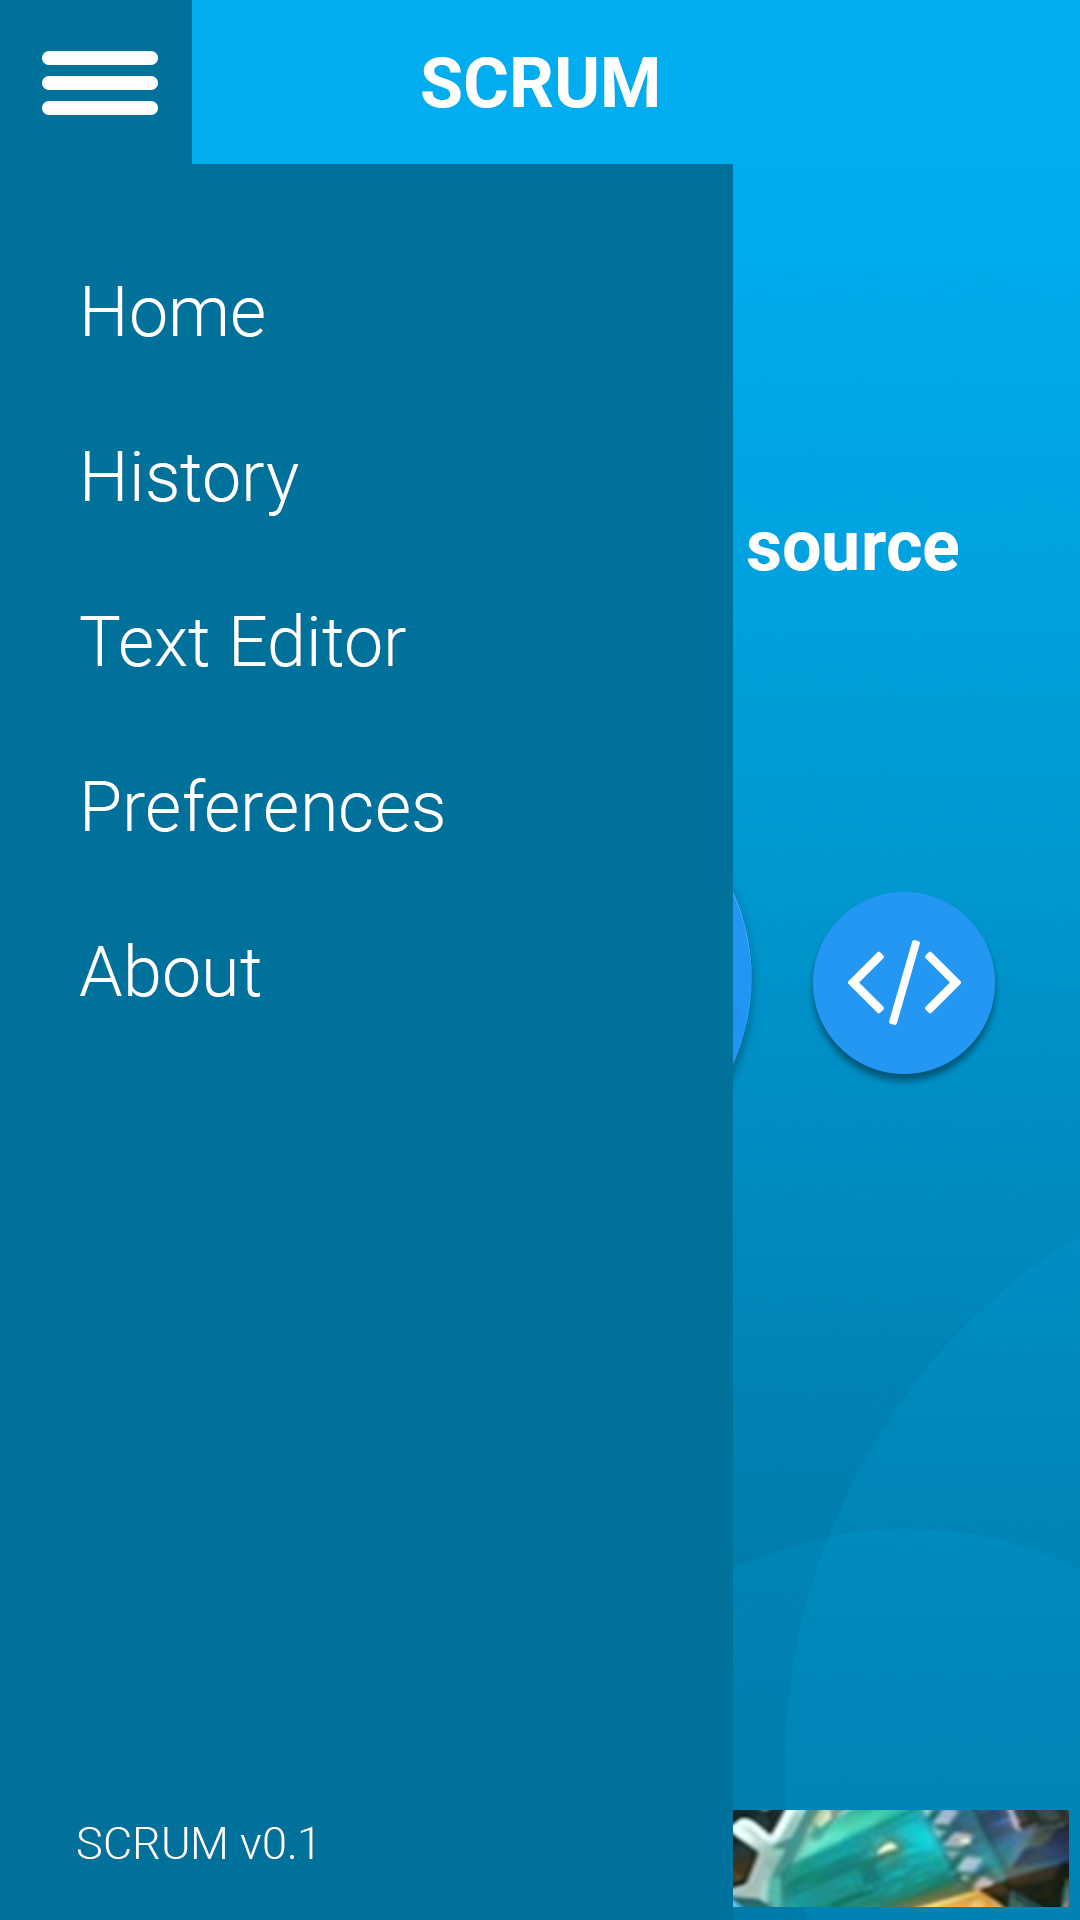 SCRUM
Home
History
source
Text Editor
Preferences
About
SCRUM v0.1